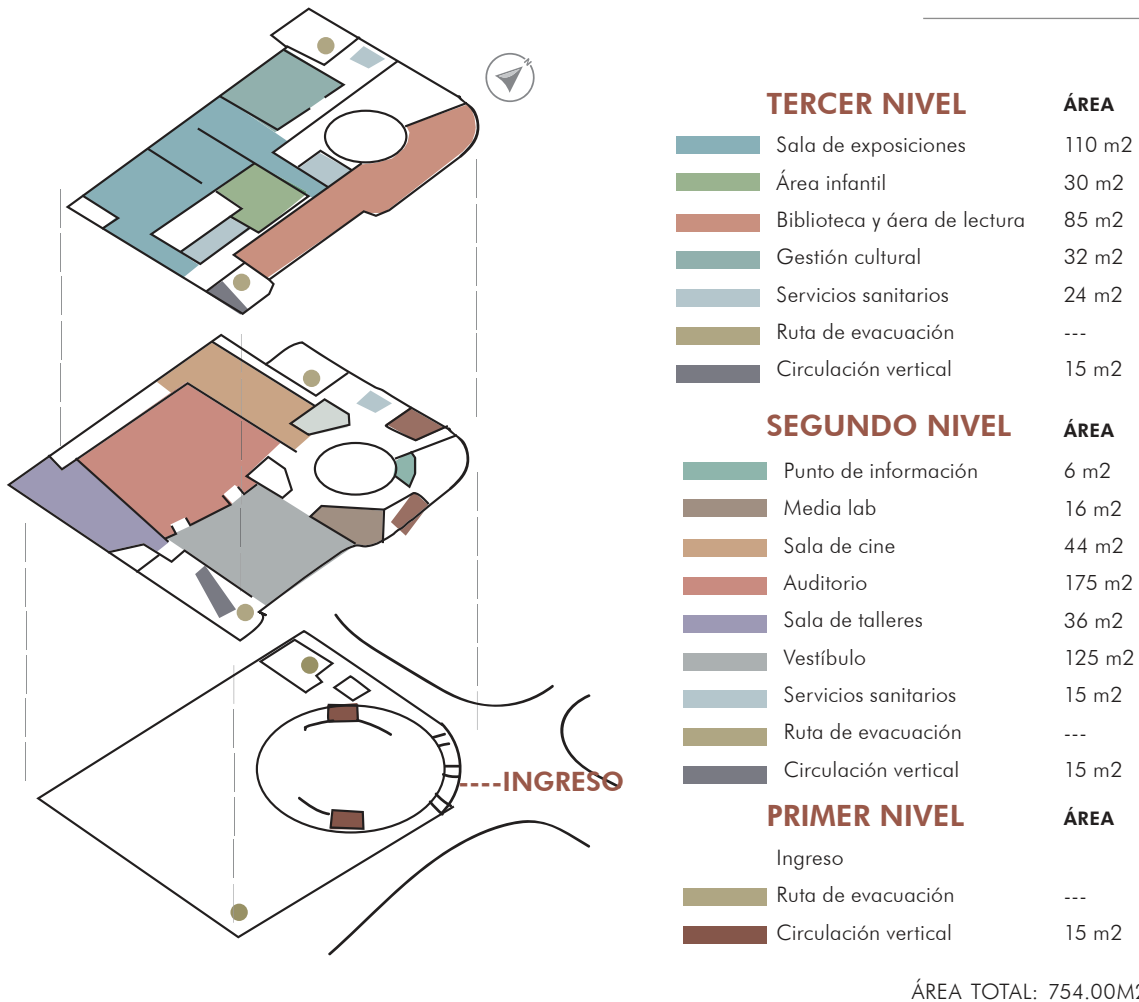 N
TERCER NIVEL ÁREA
Sala de exposiciones 110 m2
Área infantil 30 m2
Biblioteca y áera de lectura 85 m2
Gestión cultural 32 m2
Servicios sanitarios 24 m2
Ruta de evacuación ---
Circulación vertical 15 m2
SEGUNDO NIVEL ÁREA
Punto de información 6 m2
Media lab 16 m2
Sala de cine 44 m2
Auditorio 175 m2
Sala de talleres 36 m2
Vestíbulo 125 m2
Servicios sanitarios 15 m2
Ruta de evacuación ---
Circulación vertical 15 m2
----INGRESO
PRIMER NIVEL ÁREA
Ingreso
Ruta de evacuación ---
Circulación vertical 15 m2
ÁREA TOTAL: 754.00M2